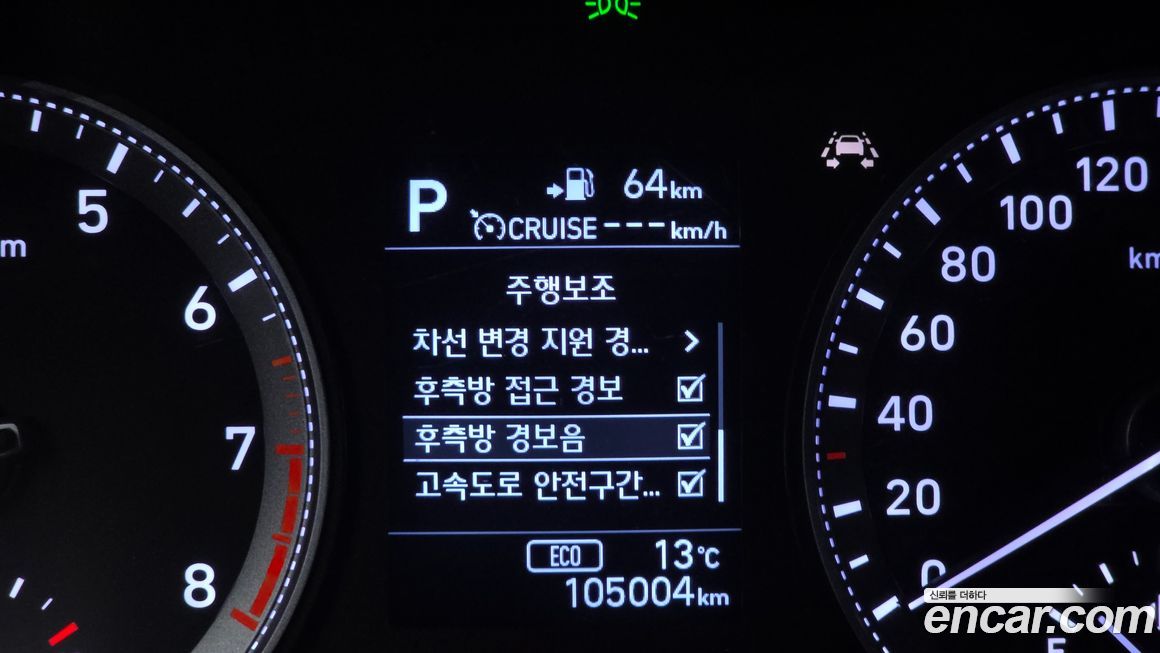 5
6
7
8
m
P
64km
CRUISE ---km/h
주행보조
차선 변경 지원 경...
후측방 접근 경보
후측방 경보음
고속도로 안전구간...
ECO 13℃
105004km
120
100
80
60
40
20
0
km
E
신뢰를 더하다
encar.com